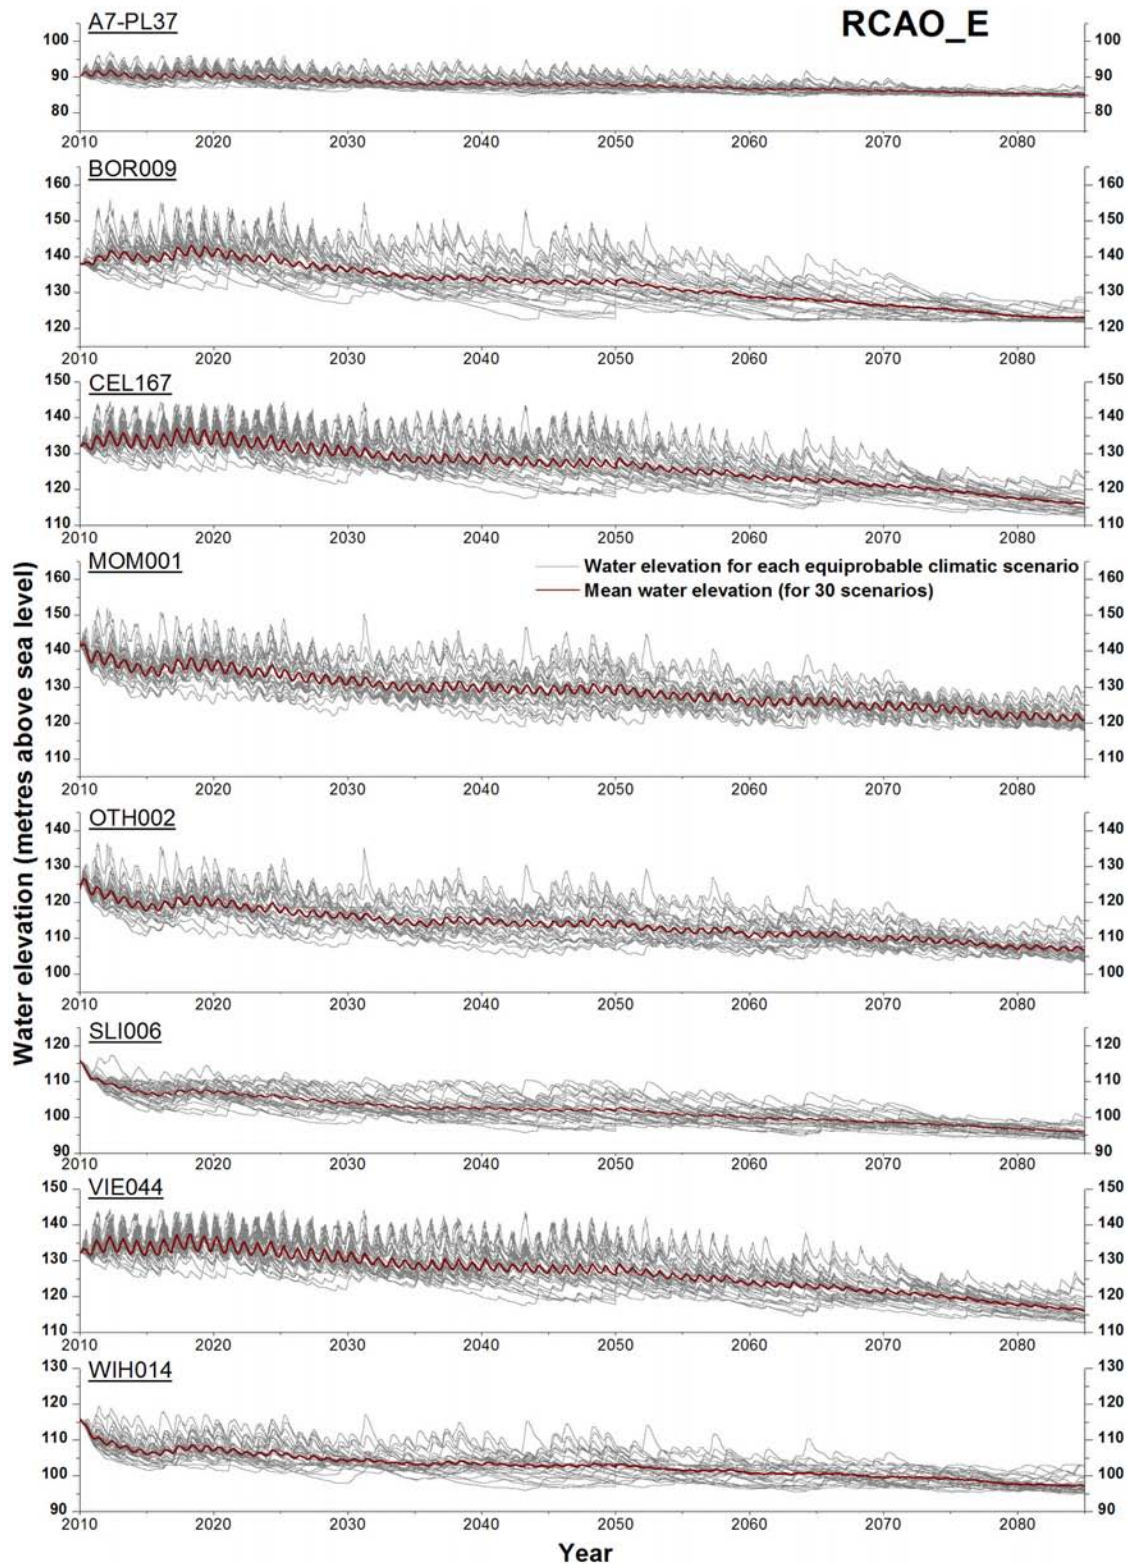 A7-PL37
RCAO_E
100 100
90 90
80 80
2010 2020 2030 2040 2050 2060 2070 2080
BOR009
160 160
150 150
140 140
130 130
120 120
2010 2020 2030 2040 2050 2060 2070 2080
CEL167
150 150
140 140
130 130
120 120
110 110
2010 2020 2030 2040 2050 2060 2070 2080
MOM001
Water elevation for each equiprobable climatic scenario
Mean water elevation (for 30 scenarios)
160 160
150 150
140 140
130 130
120 120
110 110
2010 2020 2030 2040 2050 2060 2070 2080
Water elevation (metres above sea level)
OTH002
140 140
130 130
120 120
110 110
100 100
2010 2020 2030 2040 2050 2060 2070 2080
SLI006
120 120
110 110
100 100
90 90
2010 2020 2030 2040 2050 2060 2070 2080
VIE044
150 150
140 140
130 130
120 120
110 110
2010 2020 2030 2040 2050 2060 2070 2080
WIH014
130 130
120 120
110 110
100 100
90 90
2010 2020 2030 2040 2050 2060 2070 2080
Year